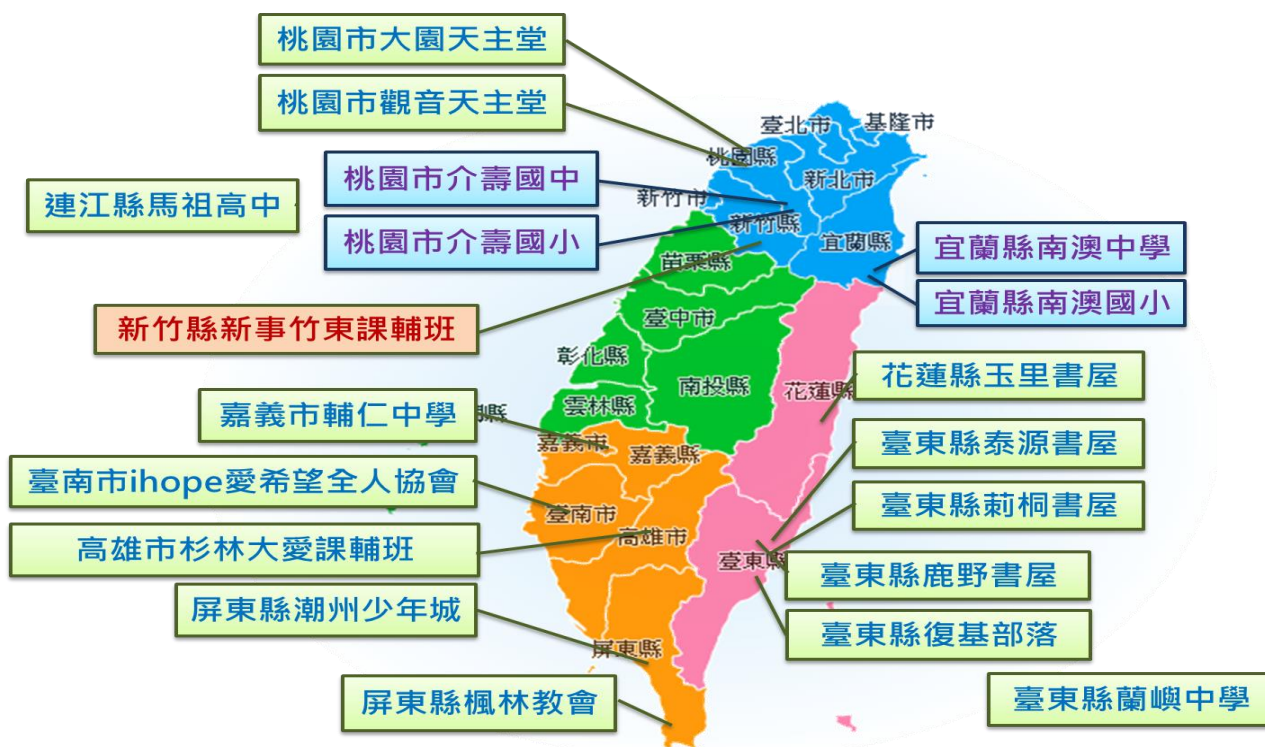 桃園市大園天主堂
桃園市觀音天主堂
臺北市
基隆市
桃園縣
桃園市介壽國中
新北市
連江縣馬祖高中
新竹市
新竹縣
宜蘭縣
桃園市介壽國小
宜蘭縣南澳中學
苗栗縣
宜蘭縣南澳國小
新竹縣新事竹東課輔班
臺中市
彰化縣
南投縣
花蓮縣
花蓮縣玉里書屋
嘉義市輔仁中學
縣
雲林縣
嘉義市
嘉義縣
臺東縣泰源書屋
臺南市ihope愛希望全人協會
臺南市
臺東縣莿桐書屋
高雄市杉林大愛課輔班
高雄市
臺東縣
臺東縣鹿野書屋
屏東縣潮州少年城
屏東縣
臺東縣復基部落
屏東縣楓林教會
臺東縣蘭嶼中學